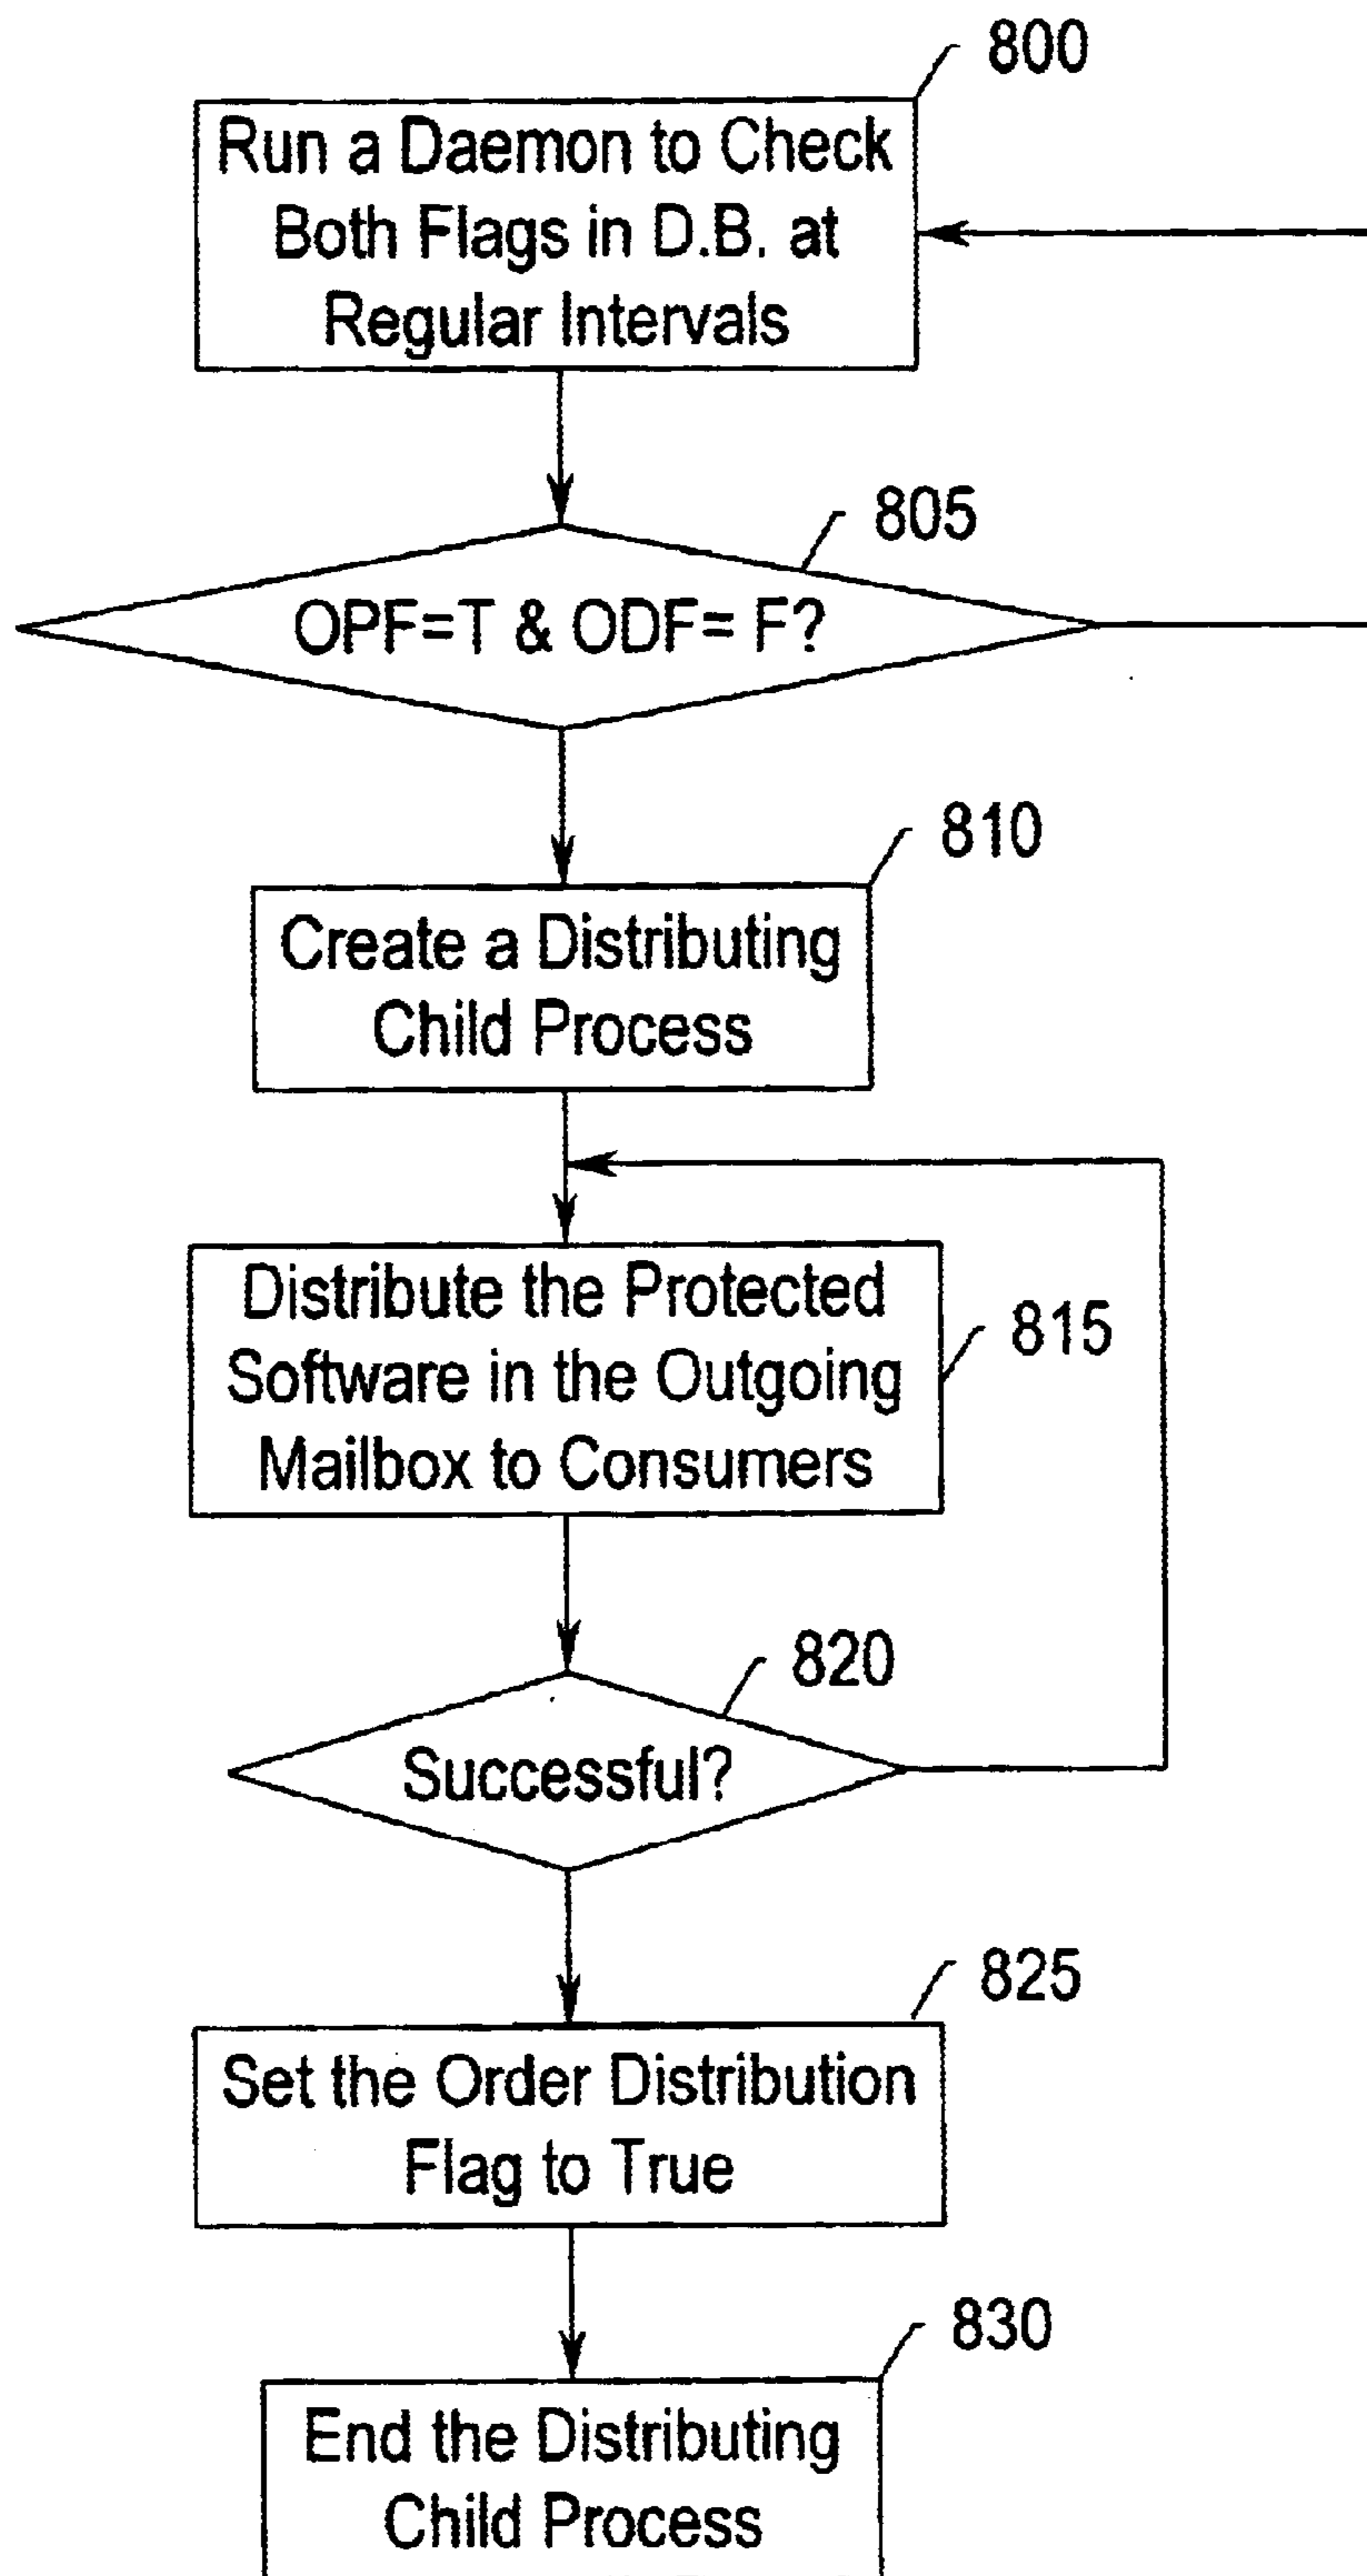 800
Run a Daemon to Check
Both Flags in D.B. at
Regular Intervals
805
OPF=T & ODF= F?
810
Create a Distributing
Child Process
Distribute the Protected
Software in the Outgoing
Mailbox to Consumers
815
820
Successful?
825
Set the Order Distribution
Flag to True
830
End the Distributing
Child Process